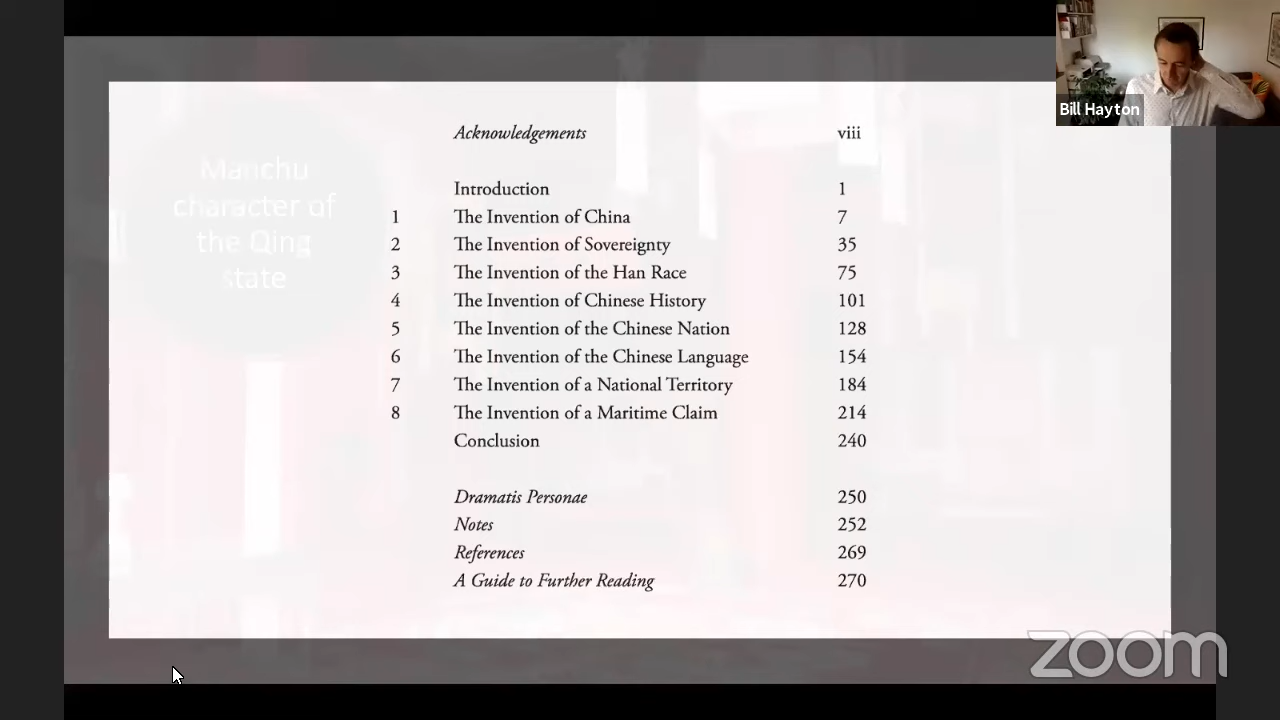 Manchu
character of
the Qing
state
Acknowledgements viii
Introduction 1
1 The Invention of China 7
2 The Invention of Sovereignty 35
3 The Invention of the Han Race 75
4 The Invention of Chinese History 101
5 The Invention of the Chinese Nation 128
6 The Invention of the Chinese Language 154
7 The Invention of a National Territory 184
8 The Invention of a Maritime Claim 214
Conclusion 240
Dramatis Personae 250
Notes 252
References 269
A Guide to Further Reading 270
Bill Hayton
zoom